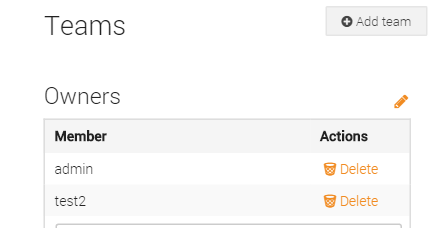 Teams
Add team
Owners
Member Actions
admin Delete
test2 Delete